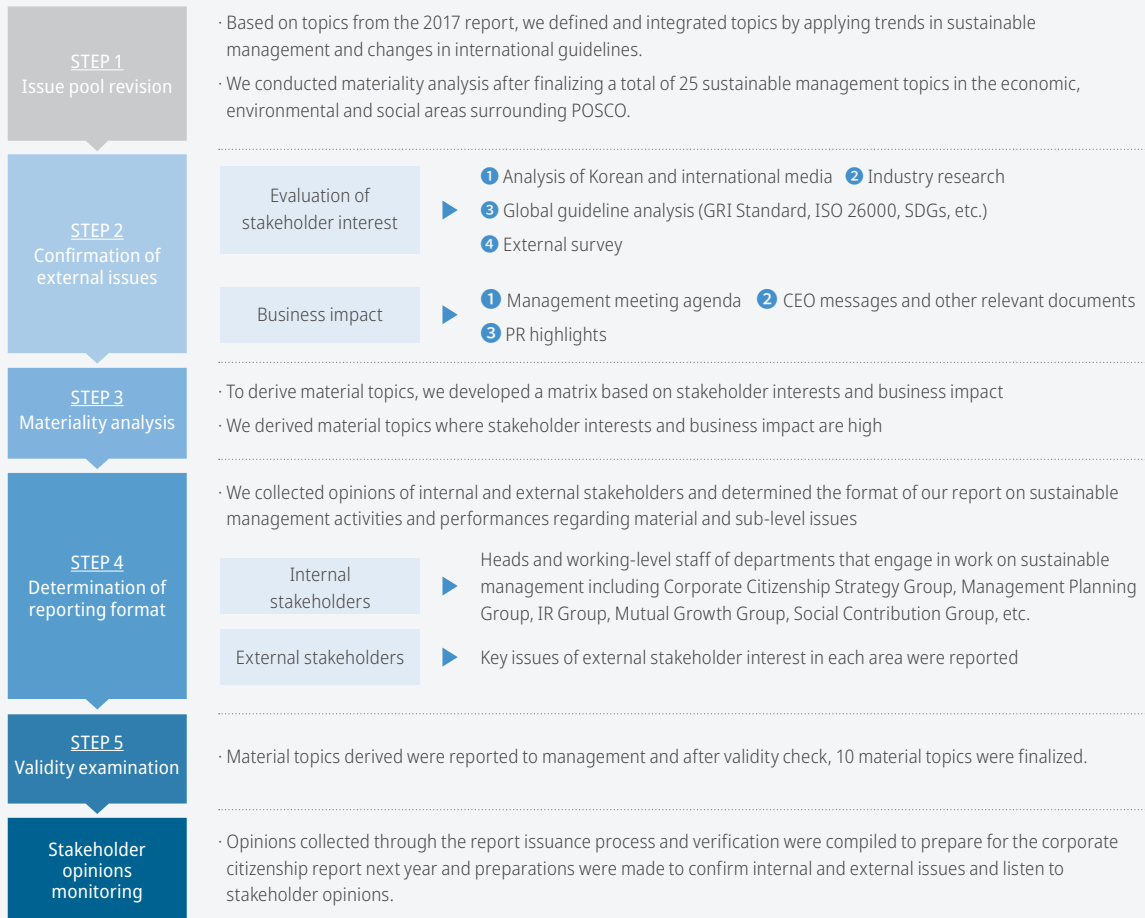 STEP 1
Issue pool revision
· Based on topics from the 2017 report, we defined and integrated topics by applying trends in sustainable
management and changes in international guidelines.
· We conducted materiality analysis after finalizing a total of 25 sustainable management topics in the economic,
environmental and social areas surrounding POSCO.
STEP 2
Confirmation of
external issues
Evaluation of
stakeholder interest
❶ Analysis of Korean and international media ❷ Industry research
❸ Global guideline analysis (GRI Standard, ISO 26000, SDGs, etc.)
❹ External survey
Business impact
❶ Management meeting agenda ❷ CEO messages and other relevant documents
❸ PR highlights
STEP 3
Materiality analysis
· To derive material topics, we developed a matrix based on stakeholder interests and business impact
· We derived material topics where stakeholder interests and business impact are high
STEP 4
Determination of
reporting format
· We collected opinions of internal and external stakeholders and determined the format of our report on sustainable
management activities and performances regarding material and sub-level issues
Internal
stakeholders
Heads and working-level staff of departments that engage in work on sustainable
management including Corporate Citizenship Strategy Group, Management Planning
Group, IR Group, Mutual Growth Group, Social Contribution Group, etc.
External stakeholders
Key issues of external stakeholder interest in each area were reported
STEP 5
Validity examination
· Material topics derived were reported to management and after validity check, 10 material topics were finalized.
Stakeholder
opinions
monitoring
· Opinions collected through the report issuance process and verification were compiled to prepare for the corporate
citizenship report next year and preparations were made to confirm internal and external issues and listen to
stakeholder opinions.